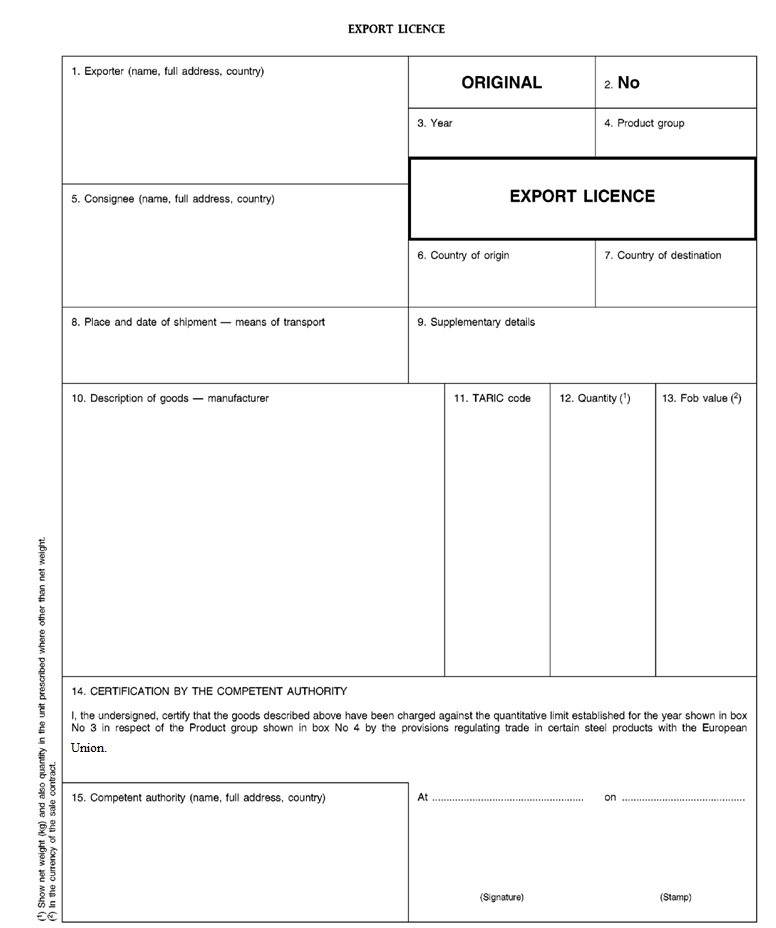 EXPORT LICENCE
1. Exporter (name, full address, country)
ORIGINAL
2. No
3. Year
4. Product group
5. Consignee (name, full address, country)
EXPORT LICENCE
6. Country of origin
7. Country of destination
8. Place and date of shipment — means of transport
9. Supplementary details
10. Description of goods — manufacturer
11. TARIC code
12. Quantity (1)
13. Fob value (2)
14. CERTIFICATION BY THE COMPETENT AUTHORITY
I, the undersigned, certify that the goods described above have been charged against the quantitative limit established for the year shown in box
No 3 in respect of the Product group shown in box No 4 by the provisions regulating trade in certain steel products with the European
Union.
15. Competent authority (name, full address, country)
At ......................................................
on ...........................................
(Signature)
(Stamp)
(1) Show net weight (kg) and also quantity in the unit prescribed where other than net weight.
(2) In the currency of the sale contract.